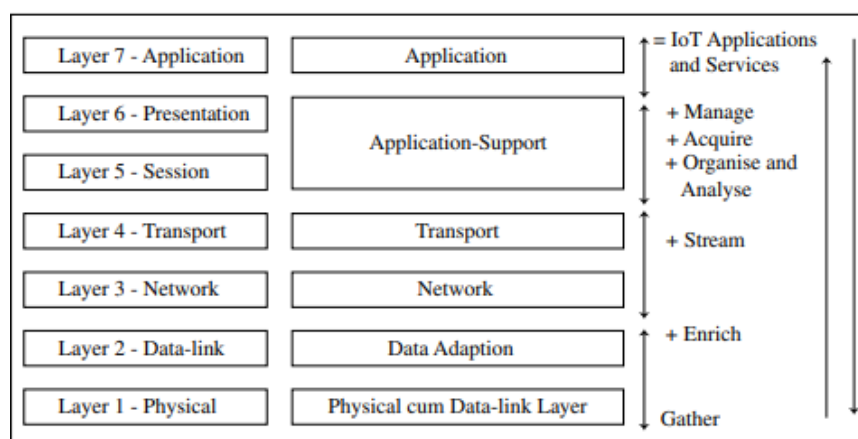 Layer 7 - Application
Application
= IoT Applications
and Services
Layer 6 - Presentation
Layer 5 - Session
Application-Support
+ Manage
+ Acquire
+ Organise and
Analyse
Layer 4 - Transport
Transport
+ Stream
Layer 3 - Network
Network
Layer 2 - Data-link
Data Adaption
+ Enrich
Layer 1 - Physical
Physical cum Data-link Layer
Gather